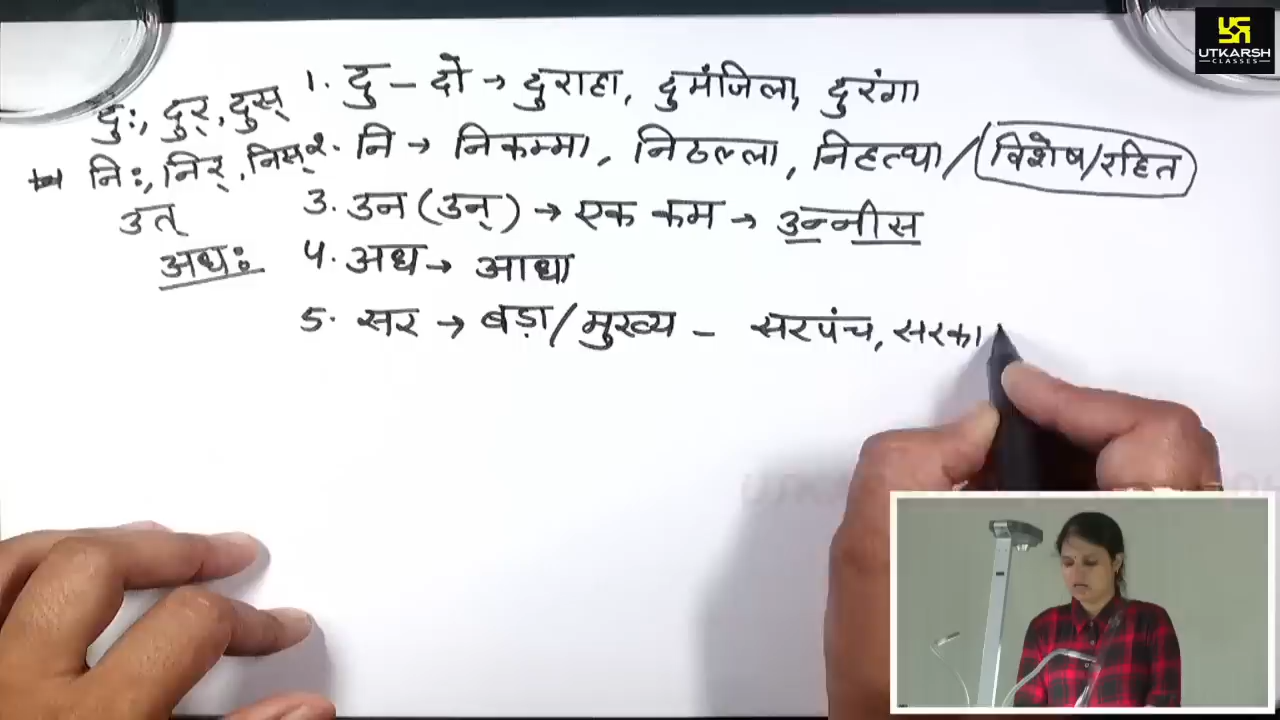 UTKARSH
CLASSES
दुः, दुर्, दुस् 1. दु - दो → दुराहा, दुमंजिला, दुरंगा
निः, निर्, निस् 2. नि → निकम्मा, निठल्ला, निहत्था / विशेष/रहित
उत् 3. उन (उन्) → एक कम → उन्नीस
अधः 4. अध → आधा
5. सर → बड़ा/मुख्य - सरपंच, सरका